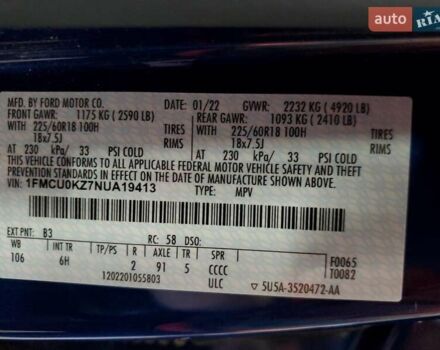 auto
RIA
MFD. BY FORD MOTOR CO. 01/22 GVWR: 2232 KG ( 4920 LB)
FRONT GAWR: 1175 KG ( 2590 LB) REAR GAWR: 1093 KG ( 2410 LB)
WITH 225/60R18 100H TIRES WITH 225/60R18 100H TIRES
18x7.5J RIMS 18x7.5J RIMS
AT 230 kPa/ 33 PSI COLD AT 230 kPa/ 33 PSI COLD
THIS VEHICLE CONFORMS TO ALL APPLICABLE FEDERAL MOTOR VEHICLE SAFETY AND THEFT PREVENTION STANDARDS IN EFFECT ON THE DATE OF MANUFACTURE SHOWN ABOVE.
VIN: 1FMCU0KZ7NUA19413 TYPE: MPV
EXT PNT: B3 RC: 58 DSO: F0065
WB INT TR TP/PS R AXLE TR SPR T0082
106 6H 2 91 5 CCCC
1202201055803 ULC 5U5A-3520472-AA